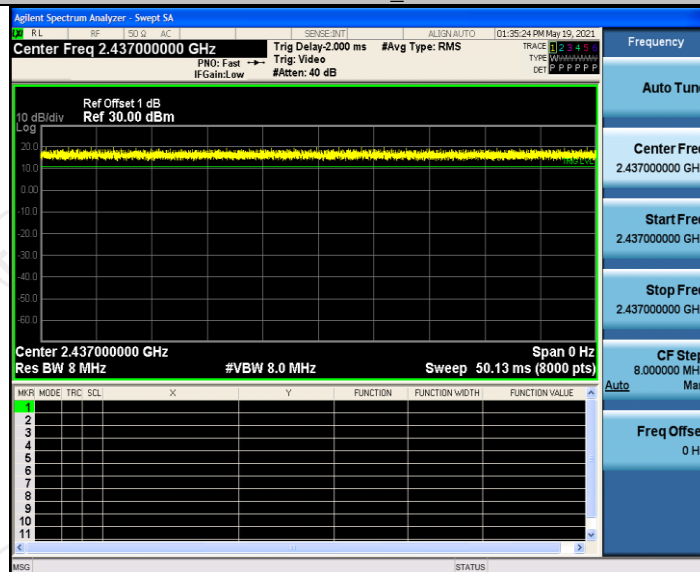 Agilent Spectrum Analyzer - Swept SA
RL RF 50 Ω AC SENSE:INT ALIGN AUTO 01:35:24 PM May 19, 2021
Center Freq 2.437000000 GHz
PNO: Fast
IFGain:Low
Trig Delay-2.000 ms
Trig: Video
#Atten: 40 dB
#Avg Type: RMS
TRACE 1 2 3 4 5 6
TYPE
DET P P P P P P
Ref Offset 1 dB
10 dB/div Ref 30.00 dBm
Log
20.0
10.0
0.00
-10.0
-20.0
-30.0
-40.0
-50.0
-60.0
Center 2.437000000 GHz Span 0 Hz
Res BW 8 MHz #VBW 8.0 MHz Sweep 50.13 ms (8000 pts)
MKR MODE TRC SCL X Y FUNCTION FUNCTION WIDTH FUNCTION VALUE
1
2
3
4
5
6
7
8
9
10
11
MSG STATUS
Frequency
Auto Tun
Center Fre
2.437000000 GH
Start Fre
2.437000000 GH
Stop Fre
2.437000000 GH
CF Step
8.000000 MH
Auto Ma
Freq Offse
0 H